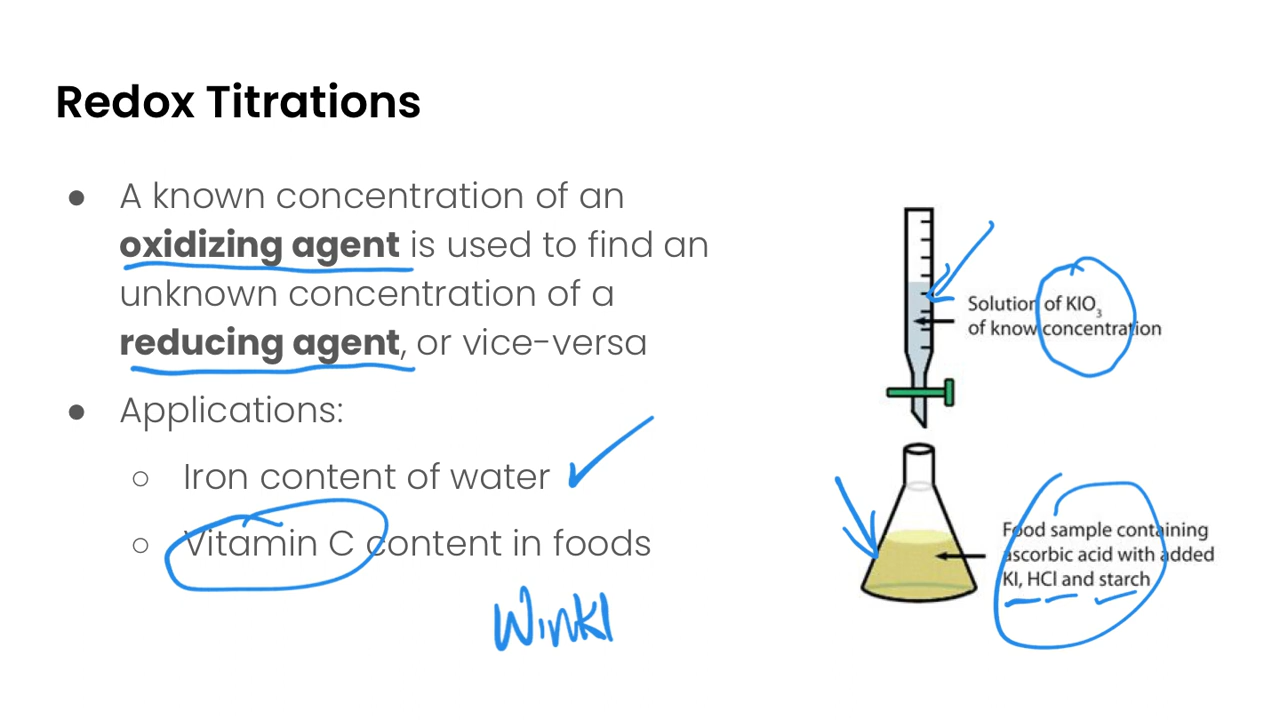 Redox Titrations
● A known concentration of an
oxidizing agent is used to find an
unknown concentration of a
reducing agent, or vice-versa
● Applications:
○ Iron content of water
○ Vitamin C content in foods
Winkl
Solution of KIO₃
of know concentration
Food sample containing
ascorbic acid with added
KI, HCl and starch